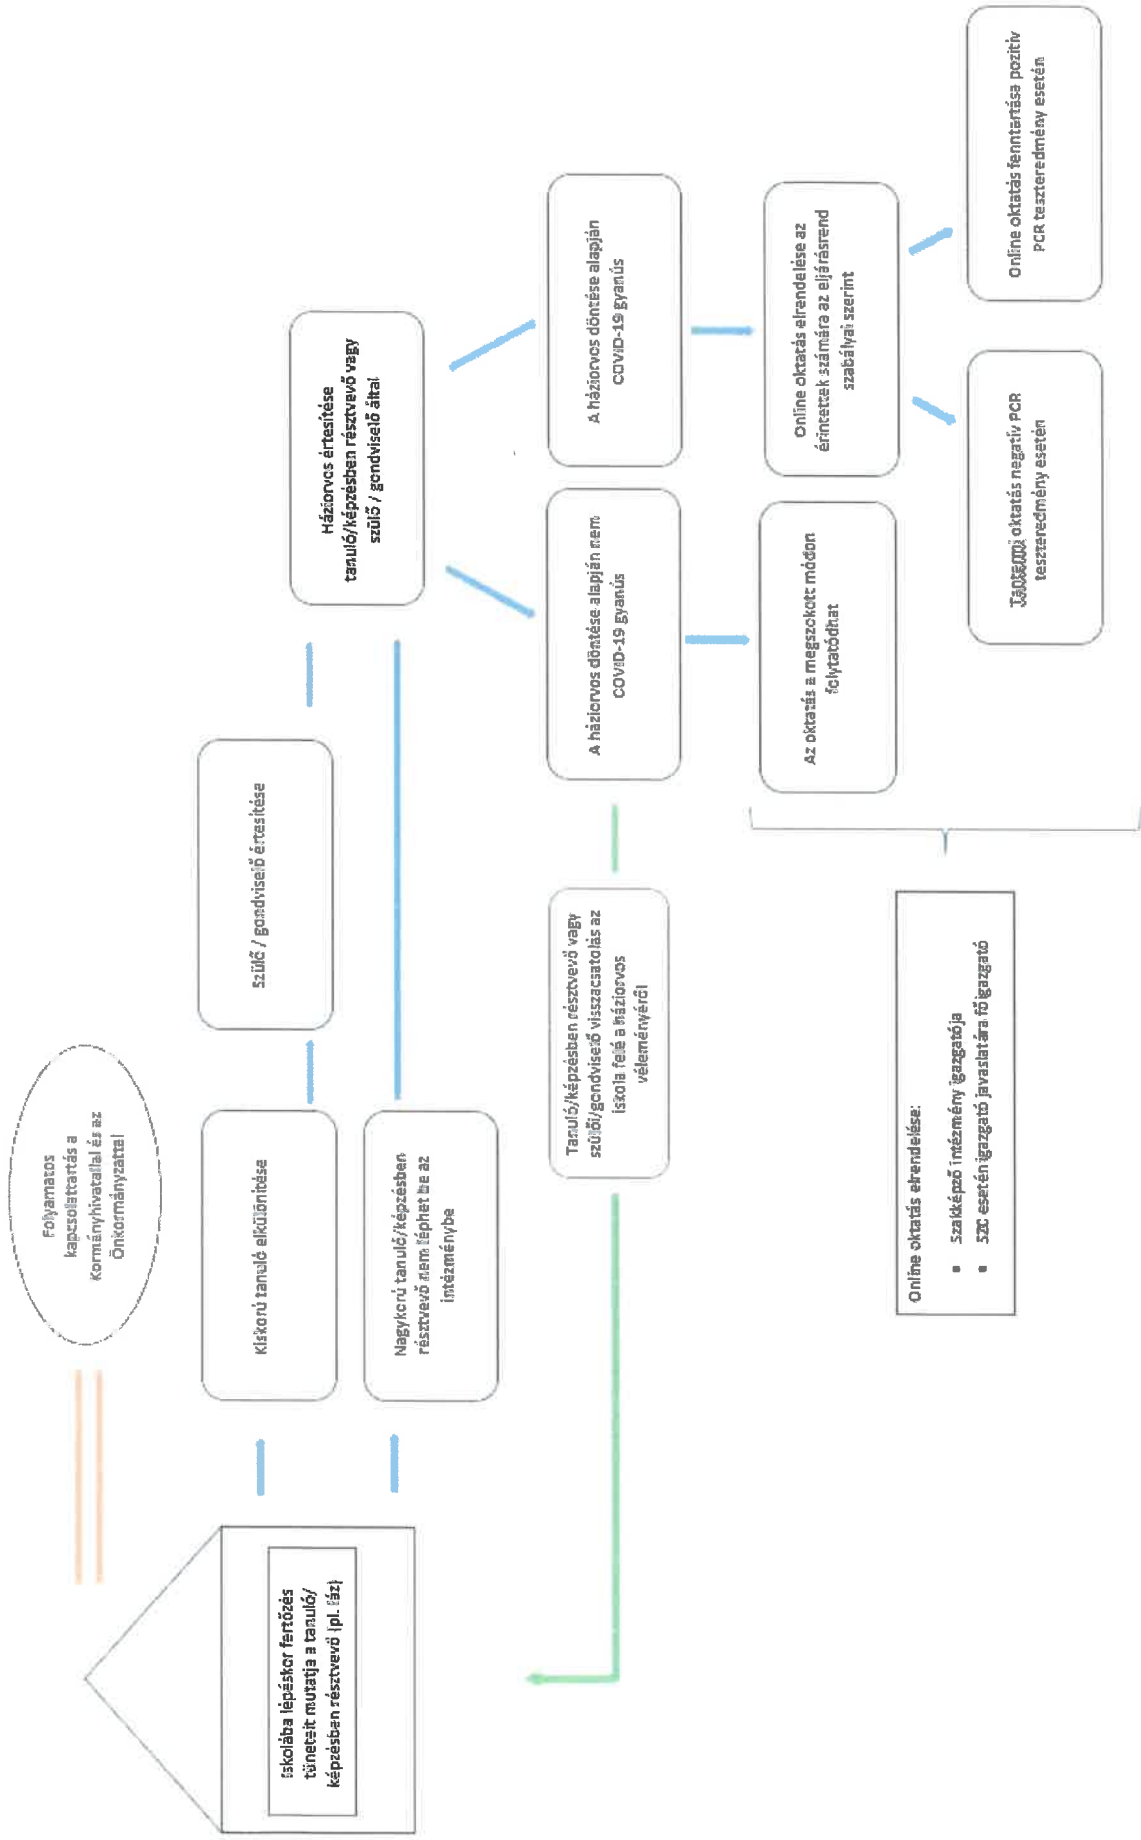 Iskolába lépéskor fertőzés
tüneteit mutatja a tanuló/
képzésben résztvevő (pl. láz)
Folyamatos
kapcsolattartás a
Kormányhivatallal és az
Önkormányzattal
Kiskorú tanuló elkülönítése
Nagykorú tanuló/képzésben
résztvevő nem léphet be az
intézménybe
Szülő / gondviselő értesítése
Háziorvos értesítése
tanuló/képzésben résztvevő vagy
szülő / gondviselő által
A háziorvos döntése alapján nem
COVID-19 gyanús
A háziorvos döntése alapján
COVID-19 gyanús
Tanuló/képzésben résztvevő vagy
szülői/gondviselő visszacsatolás az
iskola felé a háziorvos
véleményéről
Az oktatás a megszokott módon
folytatódhat
Online oktatás elrendelése az
érintettek számára az eljárásrend
szabályai szerint
Tantermi oktatás negatív PCR
teszteredmény esetén
Online oktatás fenntartása pozitív
PCR teszteredmény esetén
Online oktatás elrendelése:
▪ Szakképző intézmény igazgatója
▪ SZC esetén igazgató javaslatára főigazgató